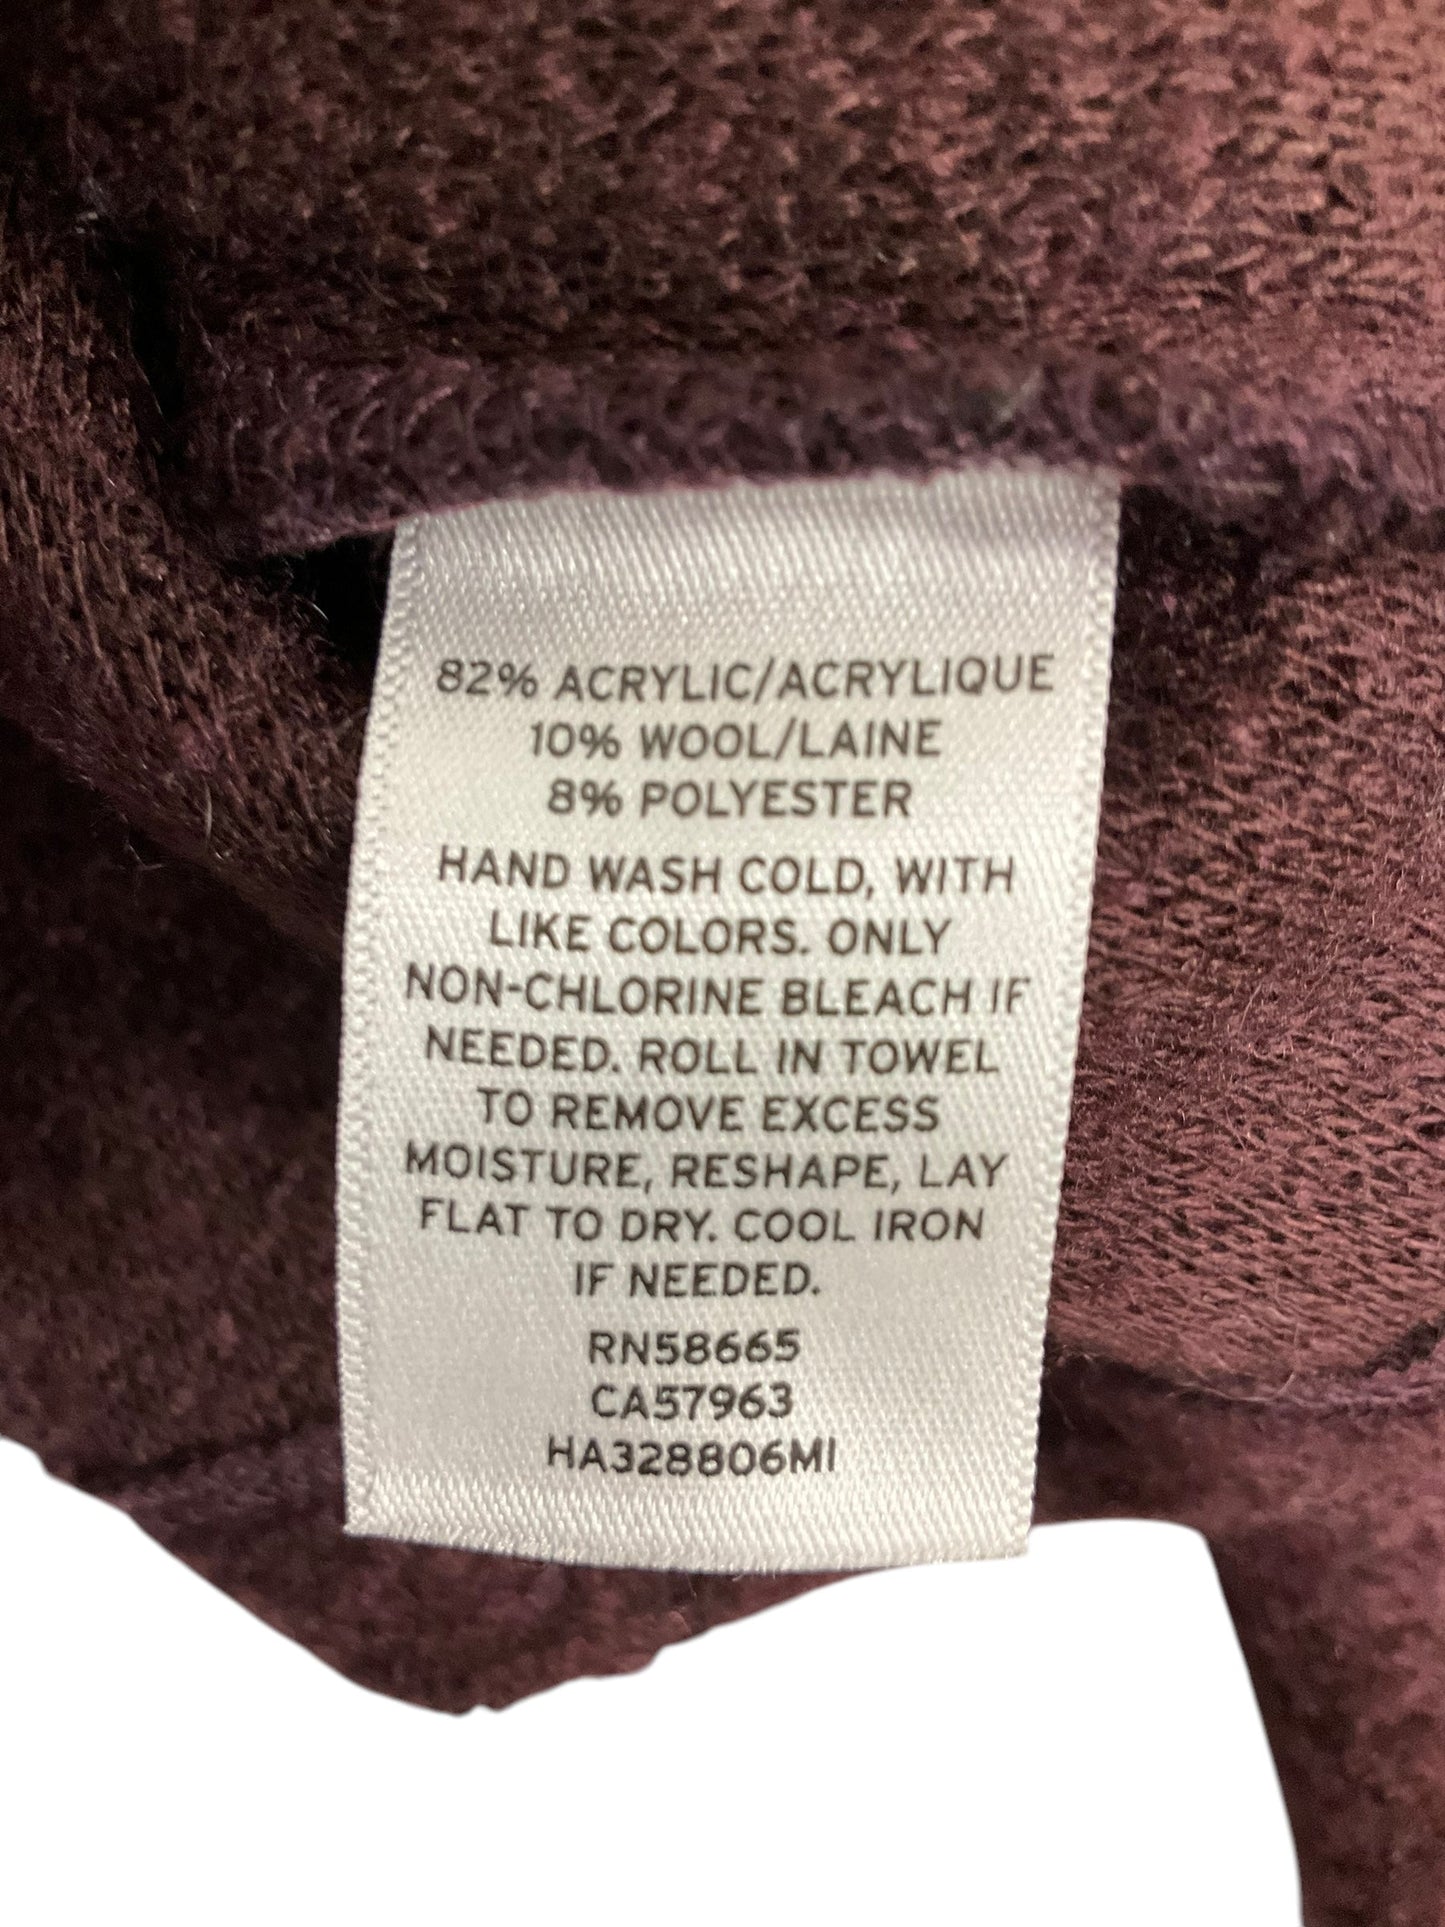 82% ACRYLIC/ACRYLIQUE
10% WOOL/LAINE
8% POLYESTER
HAND WASH COLD, WITH
LIKE COLORS. ONLY
NON-CHLORINE BLEACH IF
NEEDED. ROLL IN TOWEL
TO REMOVE EXCESS
MOISTURE, RESHAPE, LAY
FLAT TO DRY. COOL IRON
IF NEEDED.
RN58665
CA57963
HA328806MI